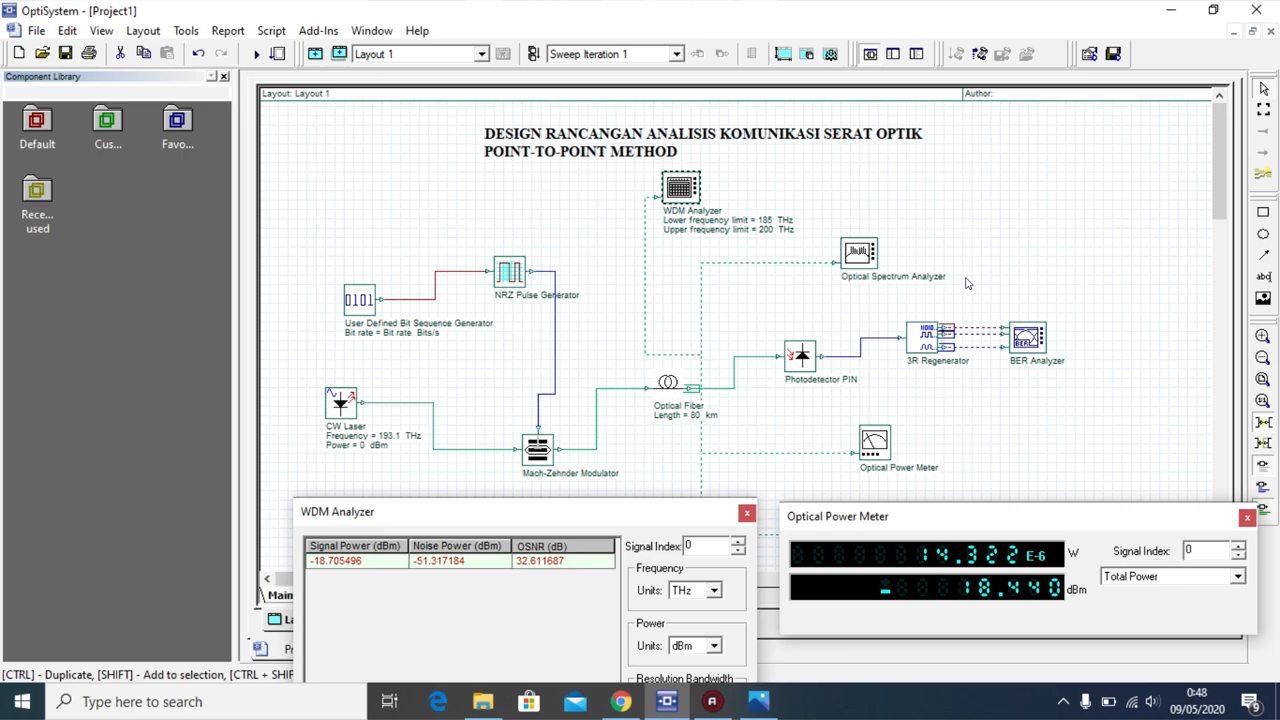 OptiSystem - [Project1]
File Edit View Layout Tools Report Script Add-Ins Window Help
Layout 1
Sweep Iteration 1
Component Library
Default
Cus...
Favo...
Rece...
used
Layout: Layout 1
Author:
DESIGN RANCANGAN ANALISIS KOMUNIKASI SERAT OPTIK
POINT-TO-POINT METHOD
WDM Analyzer
Lower frequency limit = 185 THz
Upper frequency limit = 200 THz
Optical Spectrum Analyzer
NRZ Pulse Generator
0101
User Defined Bit Sequence Generator
Bit rate = Bit rate Bits/s
3R Regenerator
BER
BER Analyzer
Photodetector PIN
Optical Fiber
Length = 80 km
CW Laser
Frequency = 193.1 THz
Power = 0 dBm
Mach-Zehnder Modulator
Optical Power Meter
abc
WDM Analyzer
Signal Power (dBm) Noise Power (dBm) OSNR (dB)
-18.705496 -51.317184 32.611687
Signal Index: 0
Frequency
Units: THz
Power
Units: dBm
Resolution Bandwidth
Optical Power Meter
14.322 E-6 W
-18.440 dBm
Signal Index: 0
Total Power
Main
La
Pr
[CTRL] - Duplicate, [SHIFT] - Add to selection, [CTRL + SHIF
Type here to search
0:48
09/05/2020
9